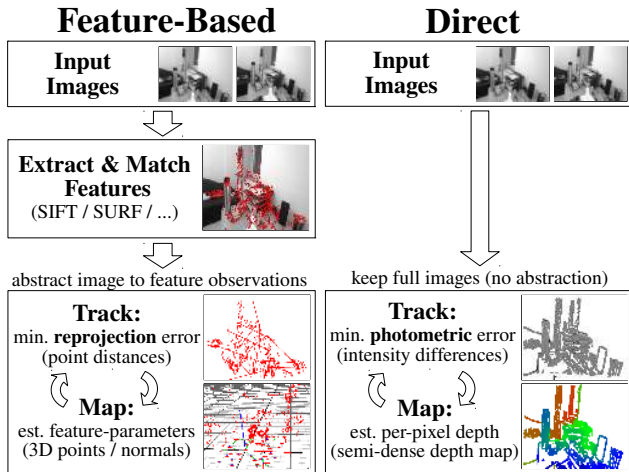 Feature-Based
Input
Images
Extract & Match
Features
(SIFT / SURF / ...)
abstract image to feature observations
Track:
min. reprojection error
(point distances)
Map:
est. feature-parameters
(3D points / normals)
Direct
Input
Images
keep full images (no abstraction)
Track:
min. photometric error
(intensity differences)
Map:
est. per-pixel depth
(semi-dense depth map)